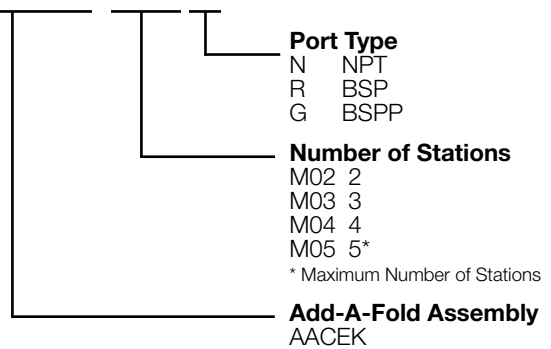 Port Type
N NPT
R BSP
G BSPP
Number of Stations
M02 2
M03 3
M04 4
M05 5*
* Maximum Number of Stations
Add-A-Fold Assembly
AACEK